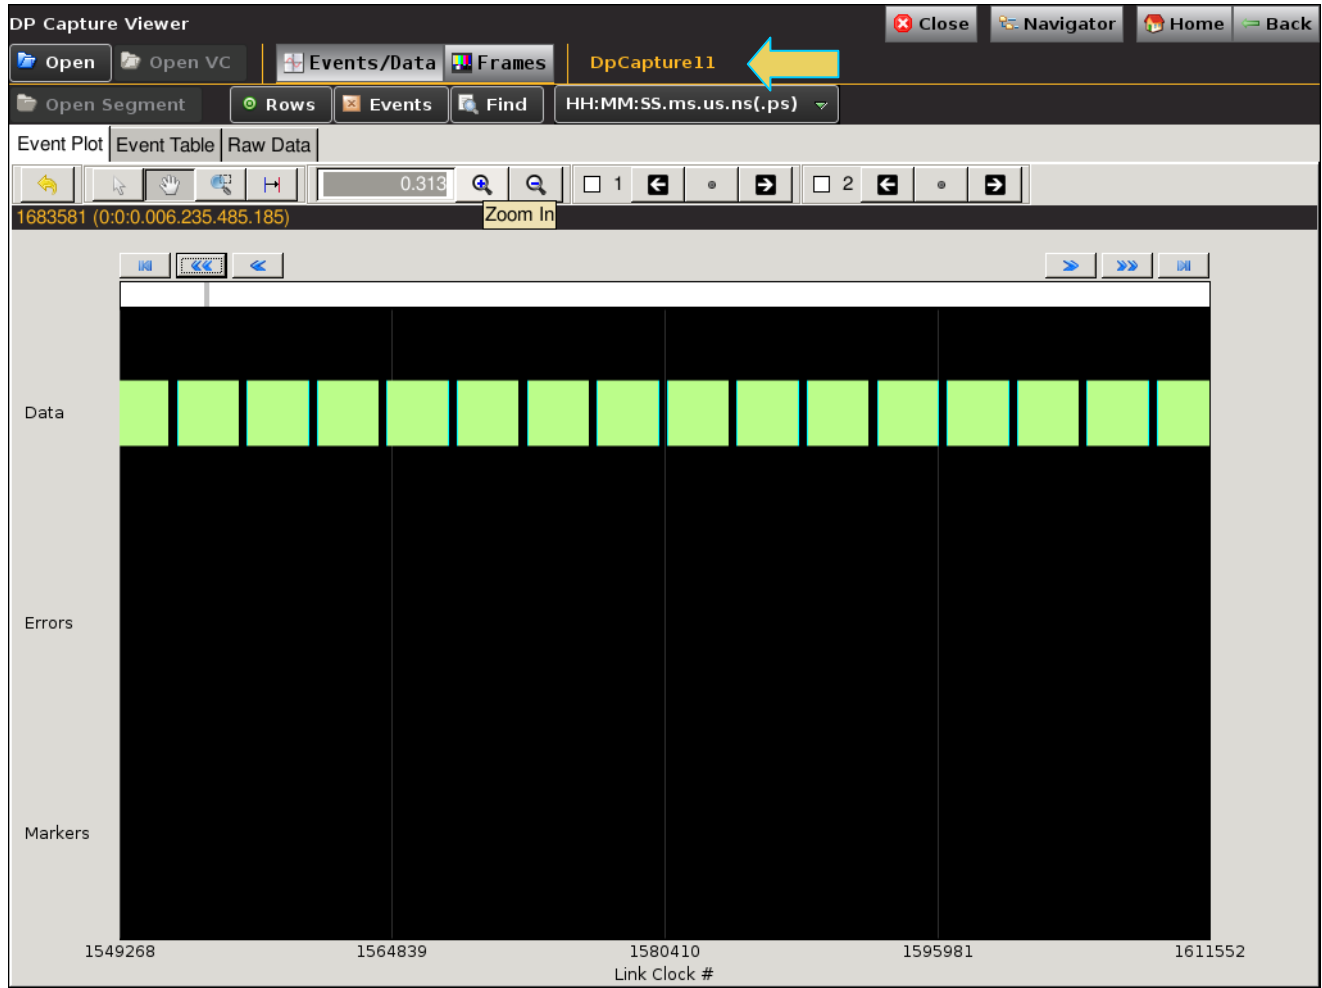 DP Capture Viewer Close Navigator Home Back
Open Open VC Events/Data Frames DpCapture11
Open Segment Rows Events Find HH:MM:SS.ms.us.ns(.ps)
Event Plot Event Table Raw Data
0.313 1 2
1683581 (0:0:0.006.235.485.185) Zoom In
Data
Errors
Markers
1549268 1564839 1580410 1595981 1611552
Link Clock #